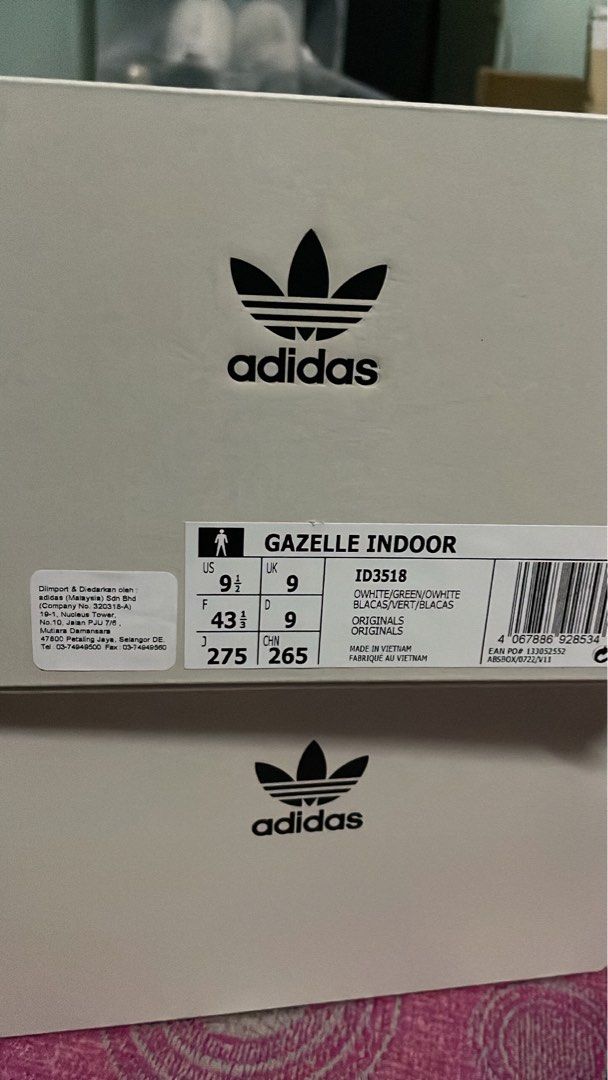 adidas
GAZELLE INDOOR
US
9½
UK
9
F
43⅓
D
9
J
275
CHN
265
ID3518
OWHITE/GREEN/OWHITE
BLACAS/VERT/BLACAS
ORIGINALS
ORIGINALS
MADE IN VIETNAM
FABRIQUE AU VIETNAM
4 067886 928534
EAN PO# 133052552
ABSBOX/0722/V11
Diimport & Diedarkan oleh :
adidas (Malaysia) Sdn Bhd
(Company No. 320318-A)
19-1, Nucleus Tower,
No.10, Jalan PJU 7/6 ,
Mutiara Damansara
47800 Petaling Jaya, Selangor DE.
Tel : 03-74949500 Fax : 03-74949560
adidas